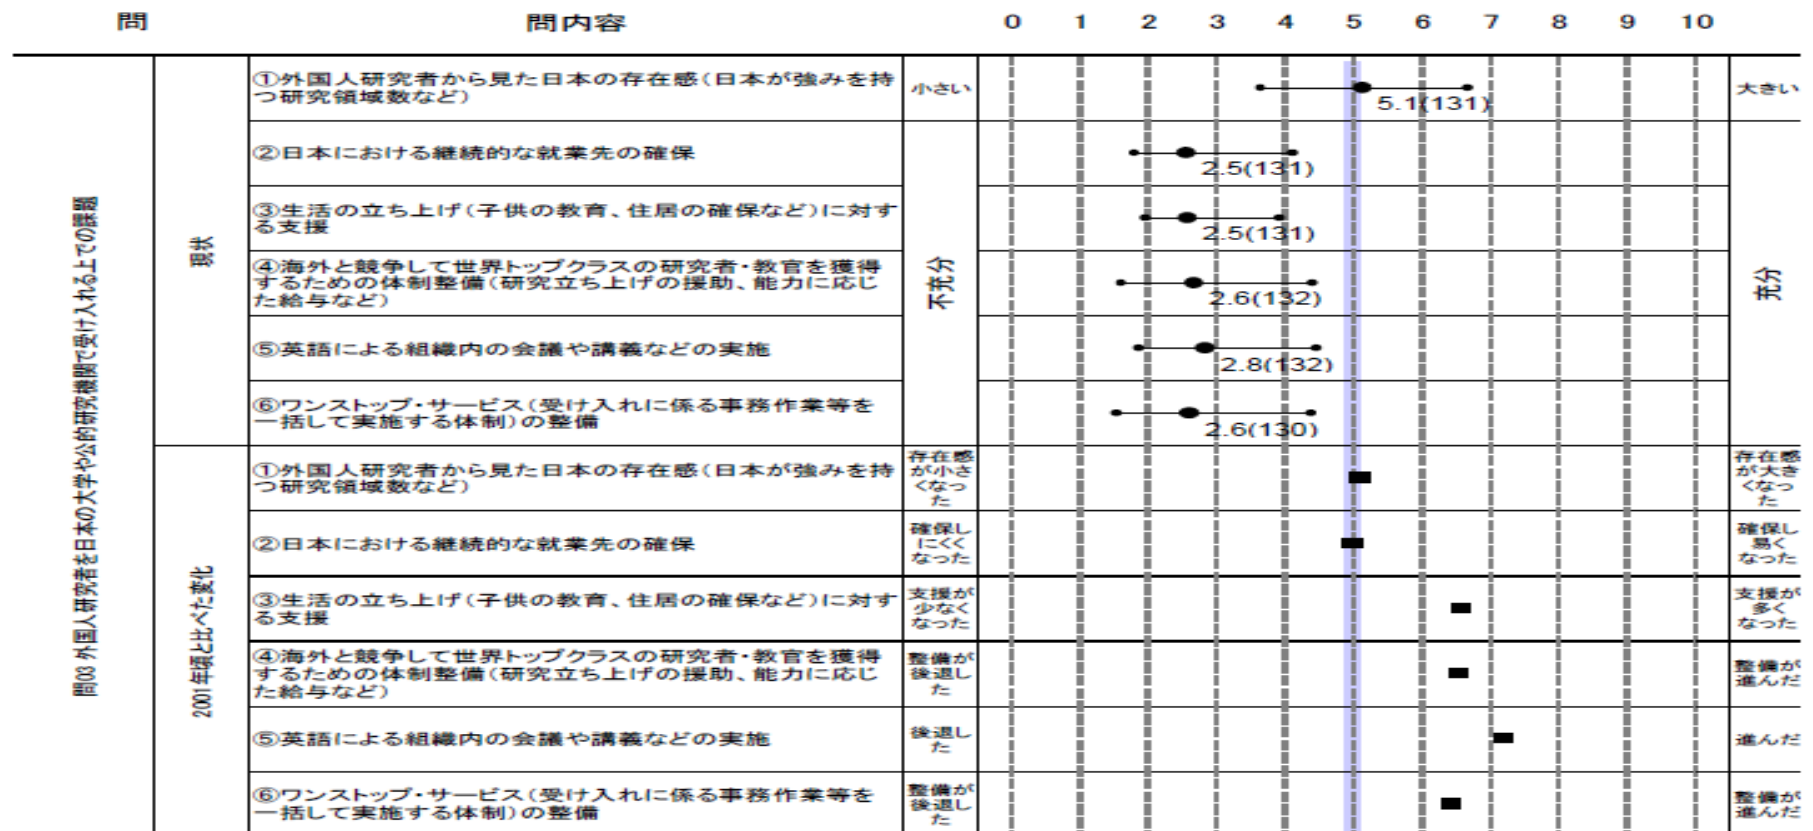 問 問内容 0 1 2 3 4 5 6 7 8 9 10
問03 外国人研究者を日本の大学や公的研究機関で受け入れる上での課題
現状
①外国人研究者から見た日本の存在感(日本が強みを持
つ研究領域数など)
小さい
5.1(131)
大きい
②日本における継続的な就業先の確保
2.5(131)
③生活の立ち上げ(子供の教育、住居の確保など)に対す
る支援
2.5(131)
不充分
充分
④海外と競争して世界トップクラスの研究者・教官を獲得
するための体制整備(研究立ち上げの援助、能力に応じ
た給与など)
2.6(132)
⑤英語による組織内の会議や講義などの実施
2.8(132)
⑥ワンストップ・サービス(受け入れに係る事務作業等を
一括して実施する体制)の整備
2.6(130)
2001年頃と比べた変化
①外国人研究者から見た日本の存在感(日本が強みを持
つ研究領域数など)
存在感
が小さ
くなっ
た
存在感
が大き
くなっ
た
②日本における継続的な就業先の確保
確保し
にくく
なった
確保し
易く
なった
③生活の立ち上げ(子供の教育、住居の確保など)に対す
る支援
支援が
少なく
なった
支援が
多く
なった
④海外と競争して世界トップクラスの研究者・教官を獲得
するための体制整備(研究立ち上げの援助、能力に応じ
た給与など)
整備が
後退し
た
整備が
進んだ
⑤英語による組織内の会議や講義などの実施
後退し
た
進んだ
⑥ワンストップ・サービス(受け入れに係る事務作業等を
一括して実施する体制)の整備
整備が
後退し
た
整備が
進んだ